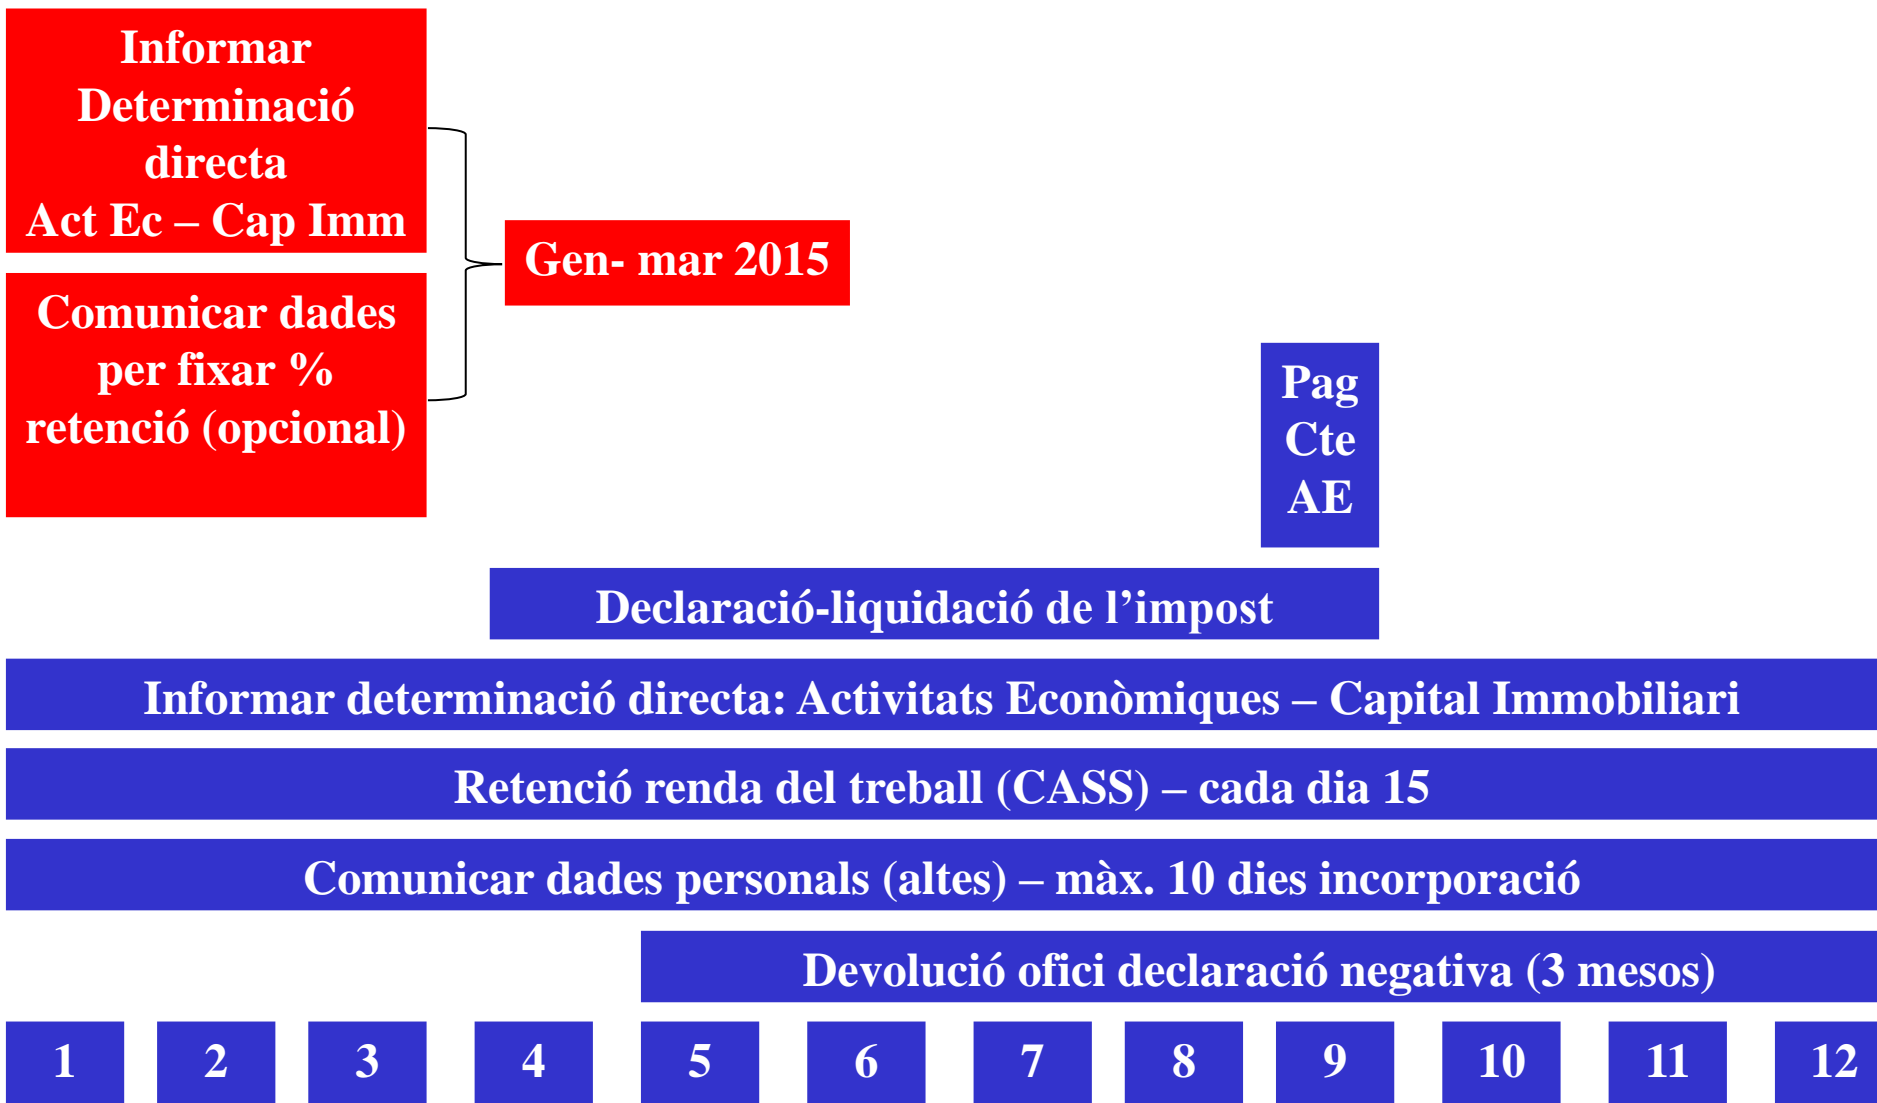 Informar
Determinació
directa
Act Ec – Cap Imm
Gen- mar 2015
Comunicar dades
per fixar %
retenció (opcional)
Pag
Cte
AE
Declaració-liquidació de l’impost
Informar determinació directa: Activitats Econòmiques – Capital Immobiliari
Retenció renda del treball (CASS) – cada dia 15
Comunicar dades personals (altes) – màx. 10 dies incorporació
Devolució ofici declaració negativa (3 mesos)
1 2 3 4 5 6 7 8 9 10 11 12